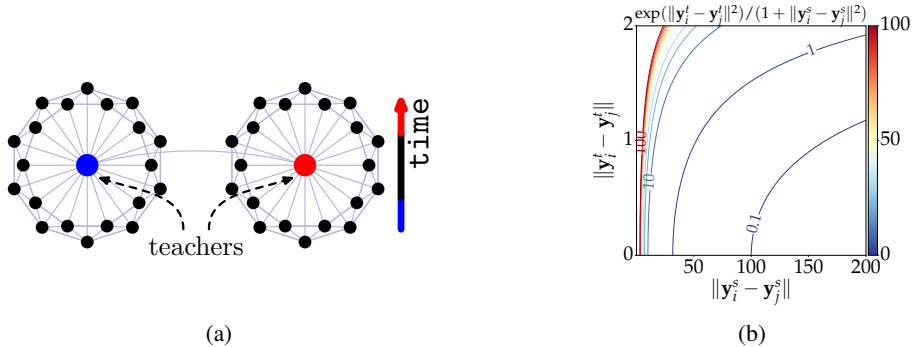 time
teachers
(a)
exp(‖y_i^t − y_j^t‖²)/(1 + ‖y_i^s − y_j^s‖²)
2
1
0
‖y_i^t − y_j^t‖
100
10
1
0.1
50
100
150
200
‖y_i^s − y_j^s‖
100
50
0
(b)